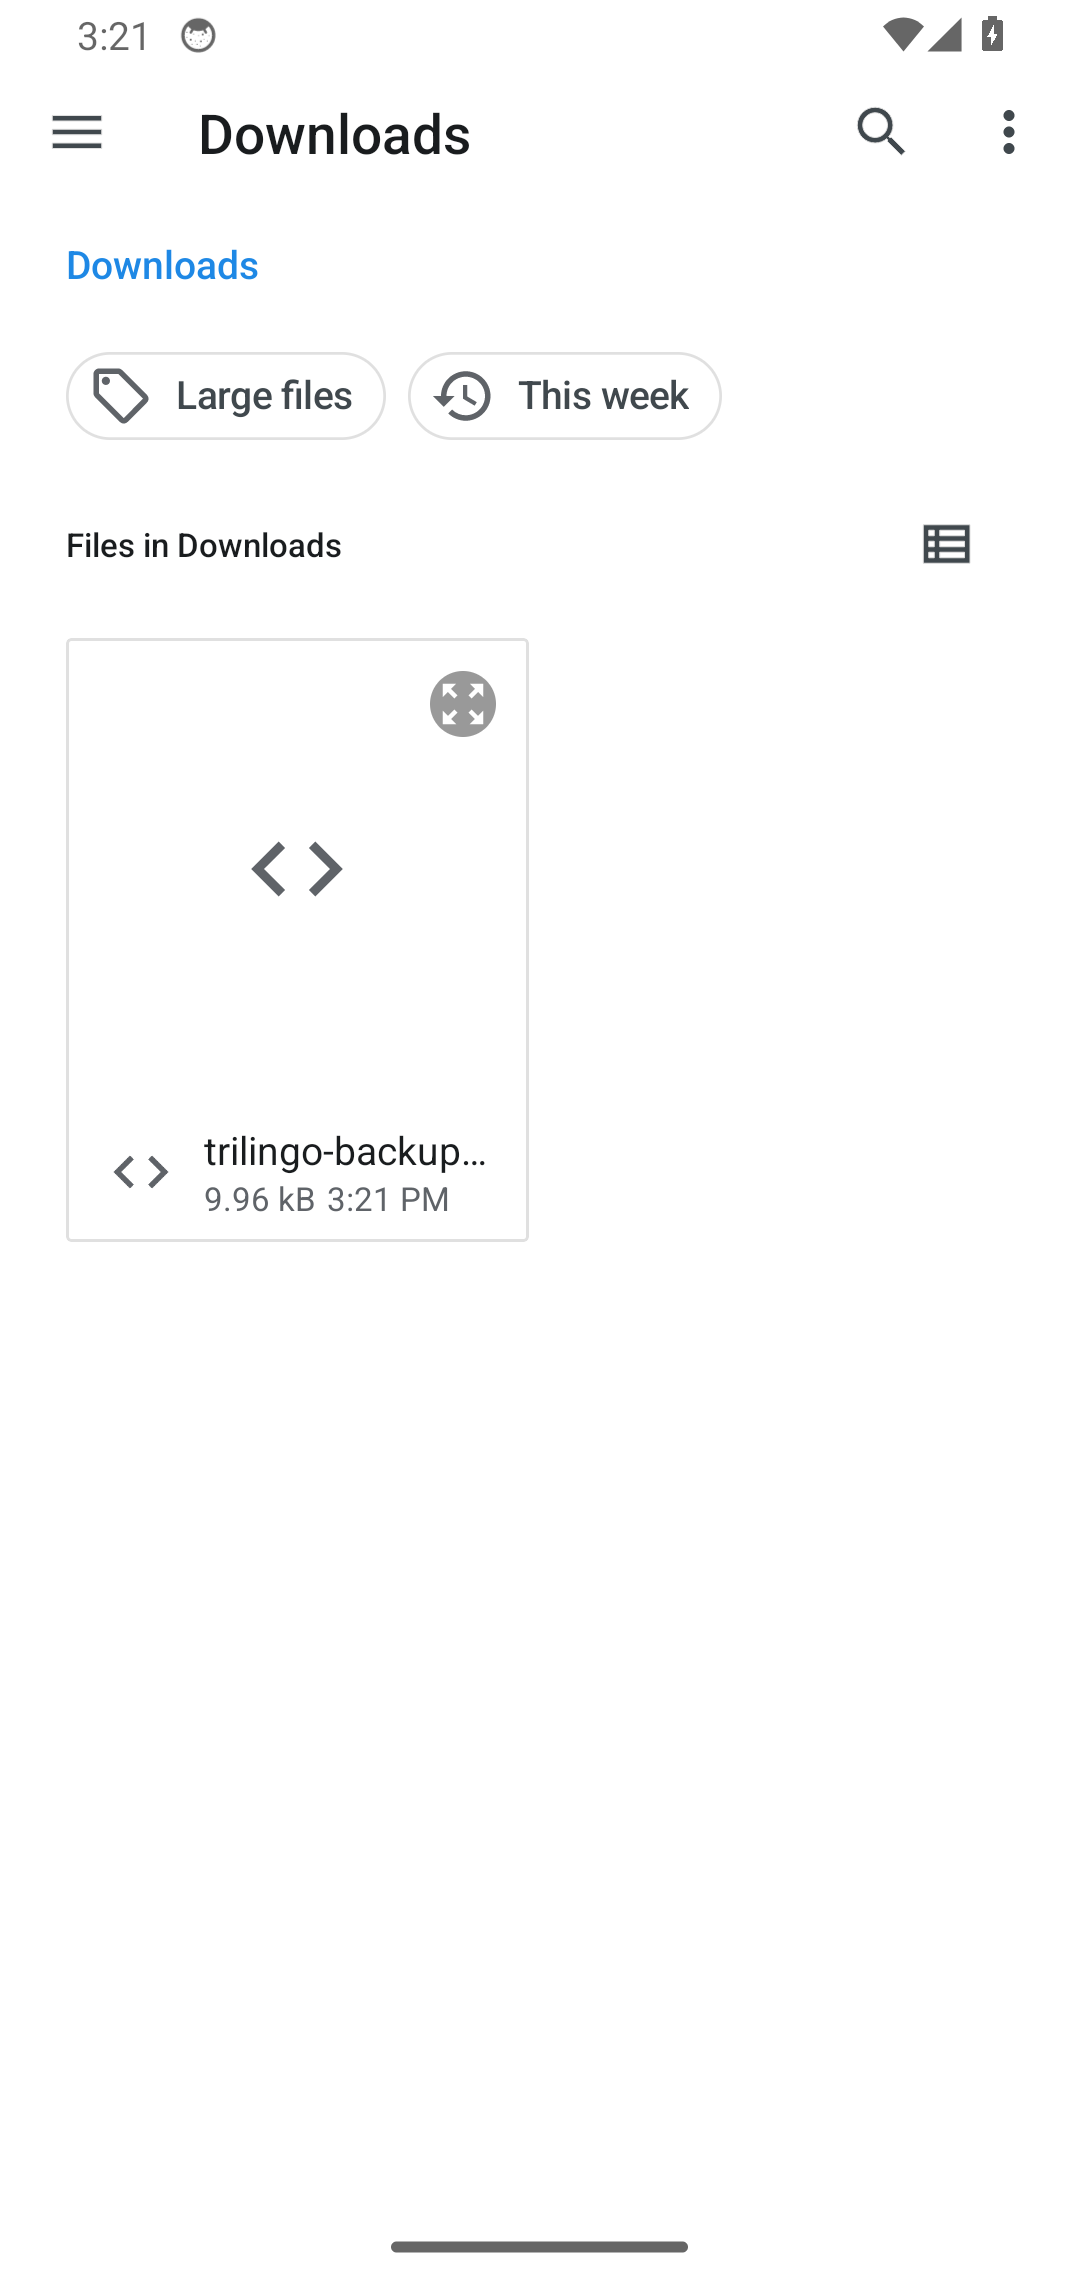 3:21
Downloads
Downloads
Large files
This week
Files in Downloads
trilingo-backup...
9.96 kB 3:21 PM